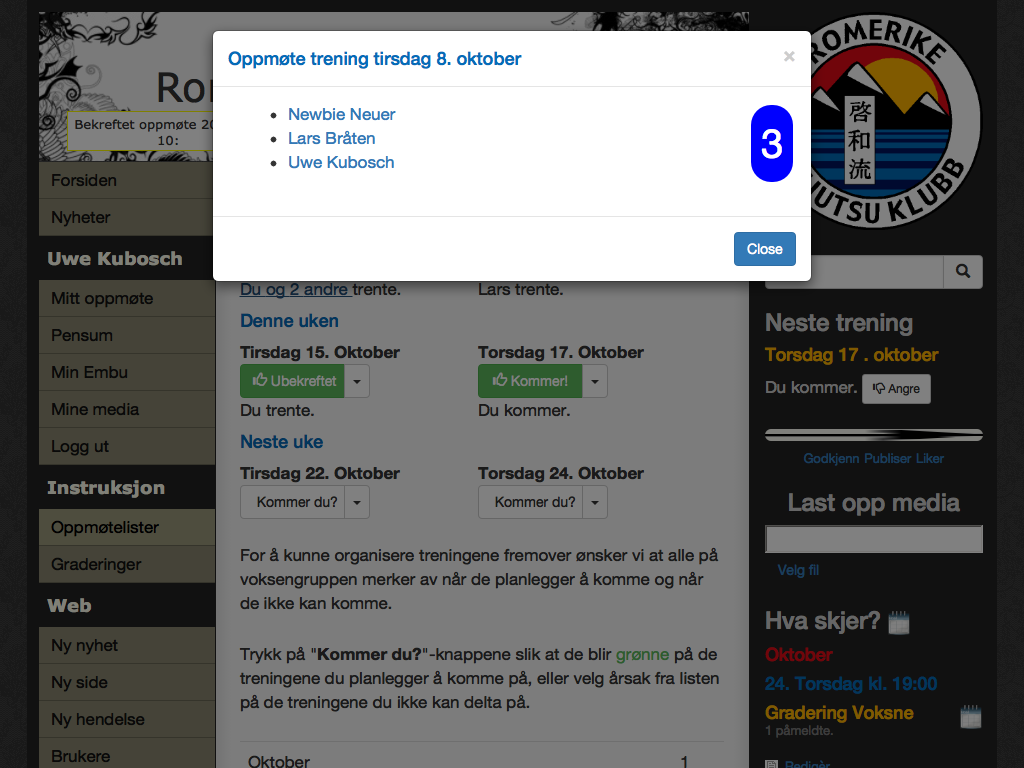 Oppmøte trening tirsdag 8. oktober
×
Newbie Neuer
Lars Bråten
Uwe Kubosch
3
Close
Bekreftet oppmøte
10:
Forsiden
Nyheter
Uwe Kubosch
Mitt oppmøte
Pensum
Min Embu
Mine media
Logg ut
Instruksjon
Oppmøtelister
Graderinger
Web
Ny nyhet
Ny side
Ny hendelse
Brukere
Du og 2 andre trente.
Lars trente.
Denne uken
Tirsdag 15. Oktober
Torsdag 17. Oktober
Ubekreftet
Kommer!
Du trente.
Du kommer.
Neste uke
Tirsdag 22. Oktober
Torsdag 24. Oktober
Kommer du?
Kommer du?
For å kunne organisere treningene fremover ønsker vi at alle på
voksengruppen merker av når de planlegger å komme og når
de ikke kan komme.
Trykk på "Kommer du?"-knappene slik at de blir grønne på de
treningene du planlegger å komme på, eller velg årsak fra listen
på de treningene du ikke kan delta på.
Oktober 1
ROMERIKE
啓和流
JUTSU KLUBB
Neste trening
Torsdag 17 . oktober
Du kommer. Angre
Godkjenn Publiser Liker
Last opp media
Velg fil
Hva skjer?
Oktober
24. Torsdag kl. 19:00
Gradering Voksne
1 påmeldte.
Redigèr